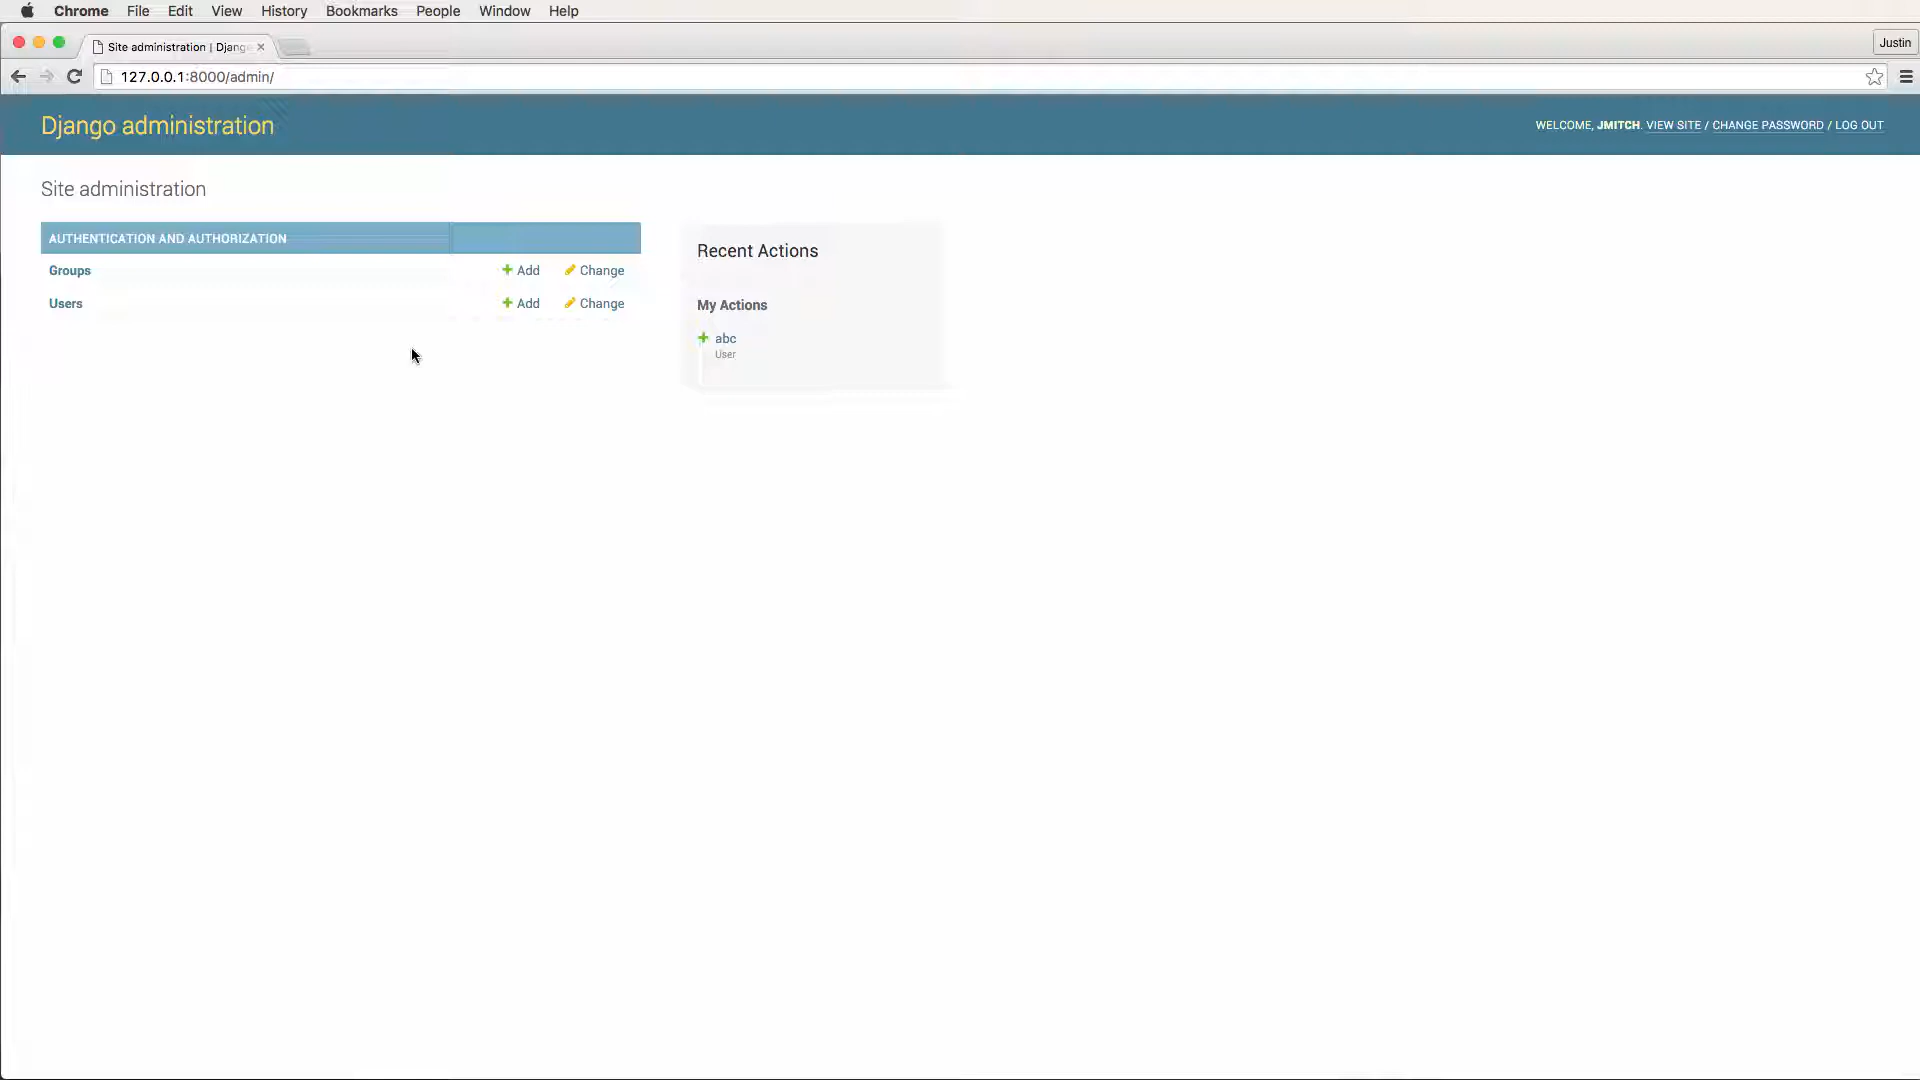 Chrome File Edit View History Bookmarks People Window Help
Site administration | Django
Justin
127.0.0.1:8000/admin/
Django administration
WELCOME, JMITCH. VIEW SITE / CHANGE PASSWORD / LOG OUT
Site administration
AUTHENTICATION AND AUTHORIZATION
Groups Add Change
Users Add Change
Recent Actions
My Actions
abc
User